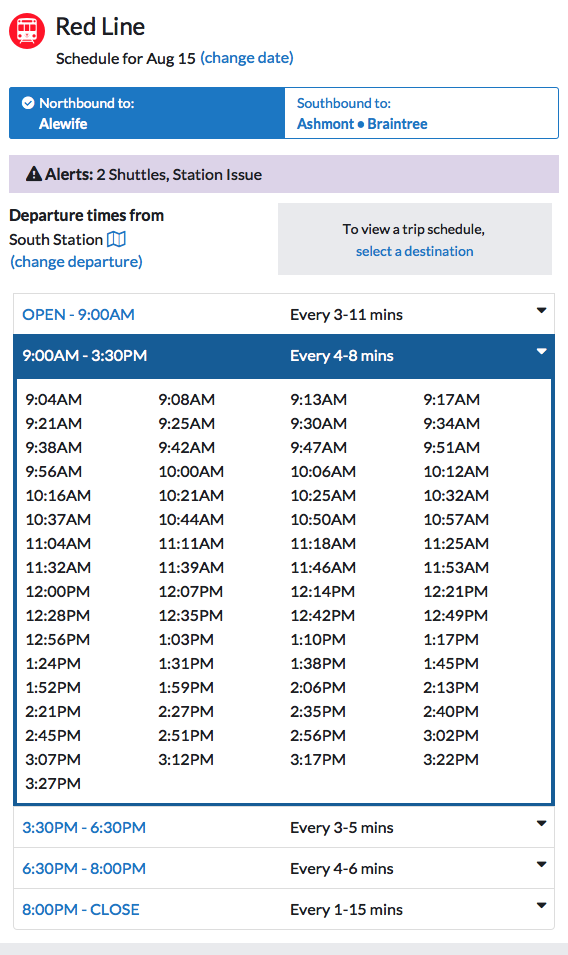 Red Line
Schedule for Aug 15 (change date)
Northbound to:
Alewife
Southbound to:
Ashmont • Braintree
Alerts: 2 Shuttles, Station Issue
Departure times from
South Station
(change departure)
To view a trip schedule,
select a destination
OPEN - 9:00AM Every 3-11 mins
9:00AM - 3:30PM Every 4-8 mins
9:04AM 9:08AM 9:13AM 9:17AM
9:21AM 9:25AM 9:30AM 9:34AM
9:38AM 9:42AM 9:47AM 9:51AM
9:56AM 10:00AM 10:06AM 10:12AM
10:16AM 10:21AM 10:25AM 10:32AM
10:37AM 10:44AM 10:50AM 10:57AM
11:04AM 11:11AM 11:18AM 11:25AM
11:32AM 11:39AM 11:46AM 11:53AM
12:00PM 12:07PM 12:14PM 12:21PM
12:28PM 12:35PM 12:42PM 12:49PM
12:56PM 1:03PM 1:10PM 1:17PM
1:24PM 1:31PM 1:38PM 1:45PM
1:52PM 1:59PM 2:06PM 2:13PM
2:21PM 2:27PM 2:35PM 2:40PM
2:45PM 2:51PM 2:56PM 3:02PM
3:07PM 3:12PM 3:17PM 3:22PM
3:27PM
3:30PM - 6:30PM Every 3-5 mins
6:30PM - 8:00PM Every 4-6 mins
8:00PM - CLOSE Every 1-15 mins